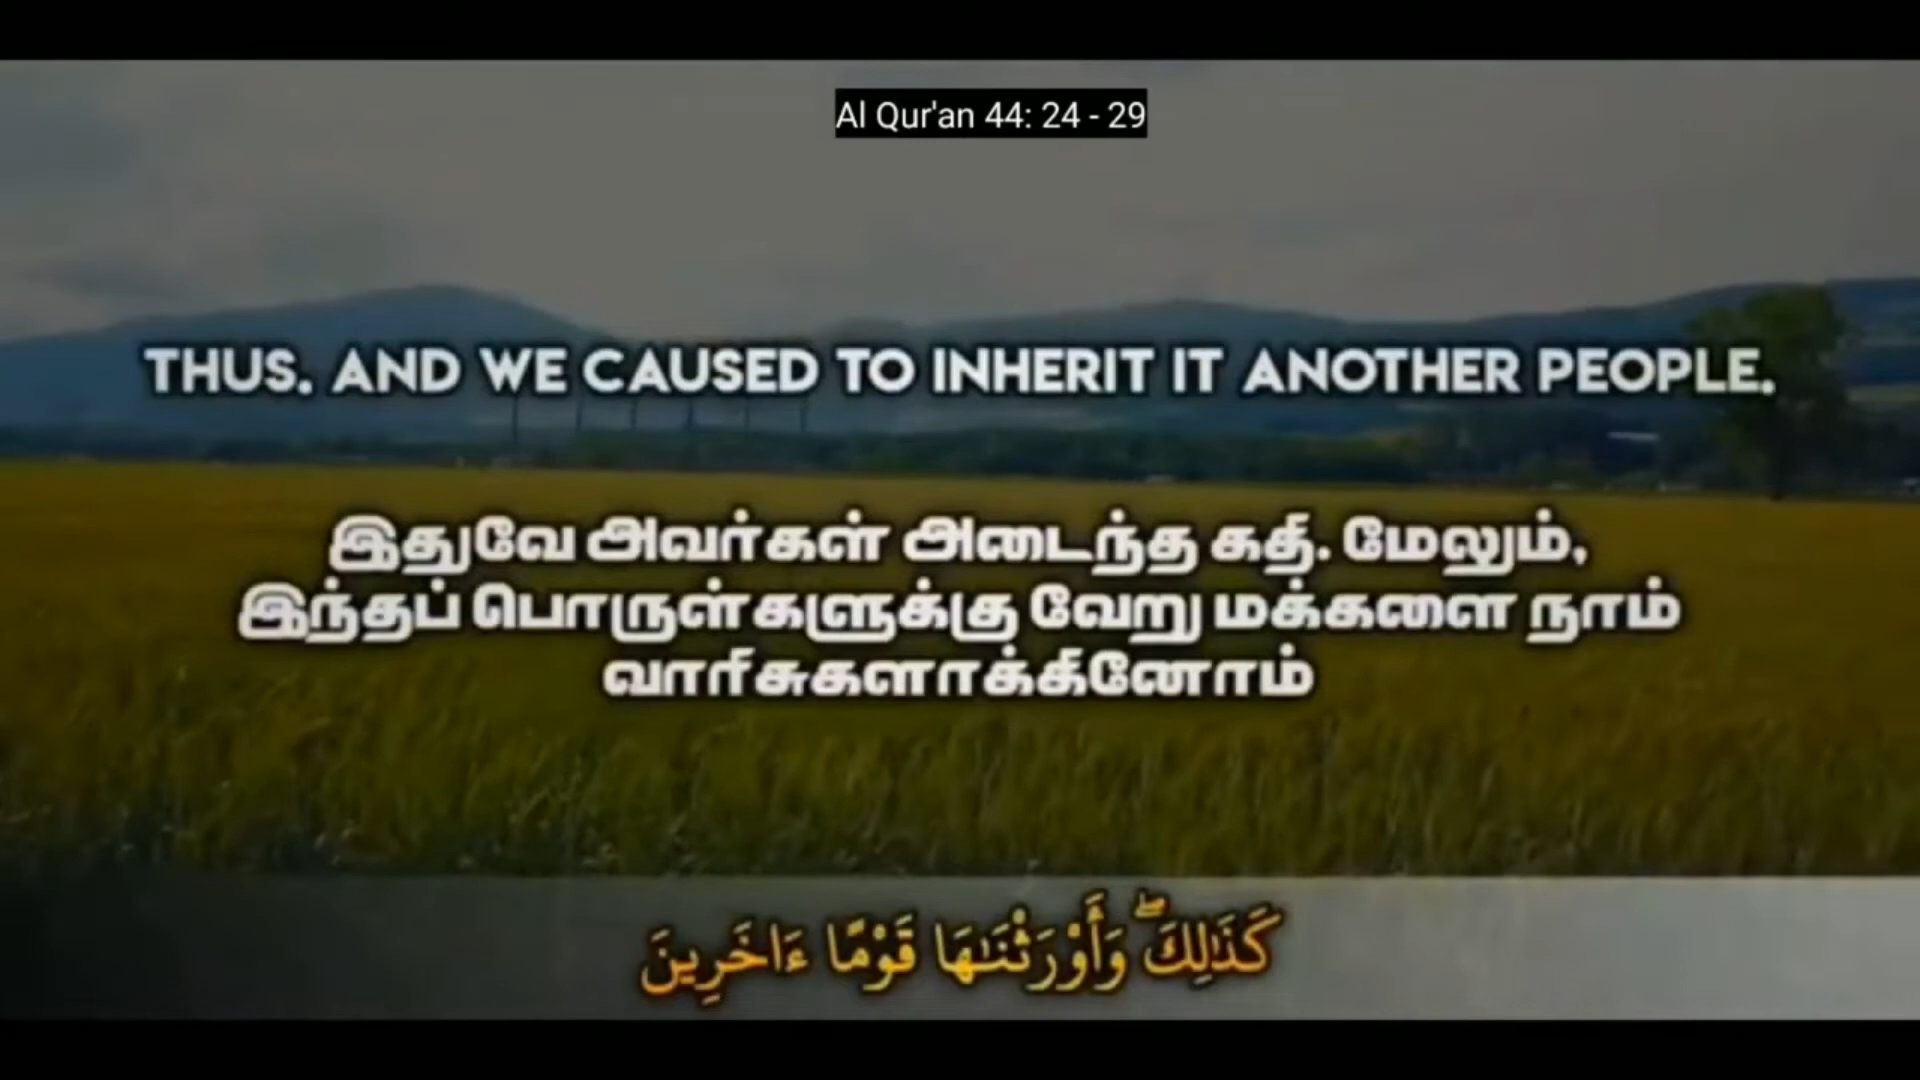 Al Qur'an 44: 24 - 29
THUS. AND WE CAUSED TO INHERIT IT ANOTHER PEOPLE.
இதுவே அவர்கள் அடைந்த கதி. மேலும்,
இந்தப் பொருள்களுக்கு வேறு மக்களை நாம்
வாரிசுகளாக்கினோம்
كَذَٰلِكَ ۖ وَأَوْرَثْنَـٰهَا قَوْمًا ءَاخَرِينَ